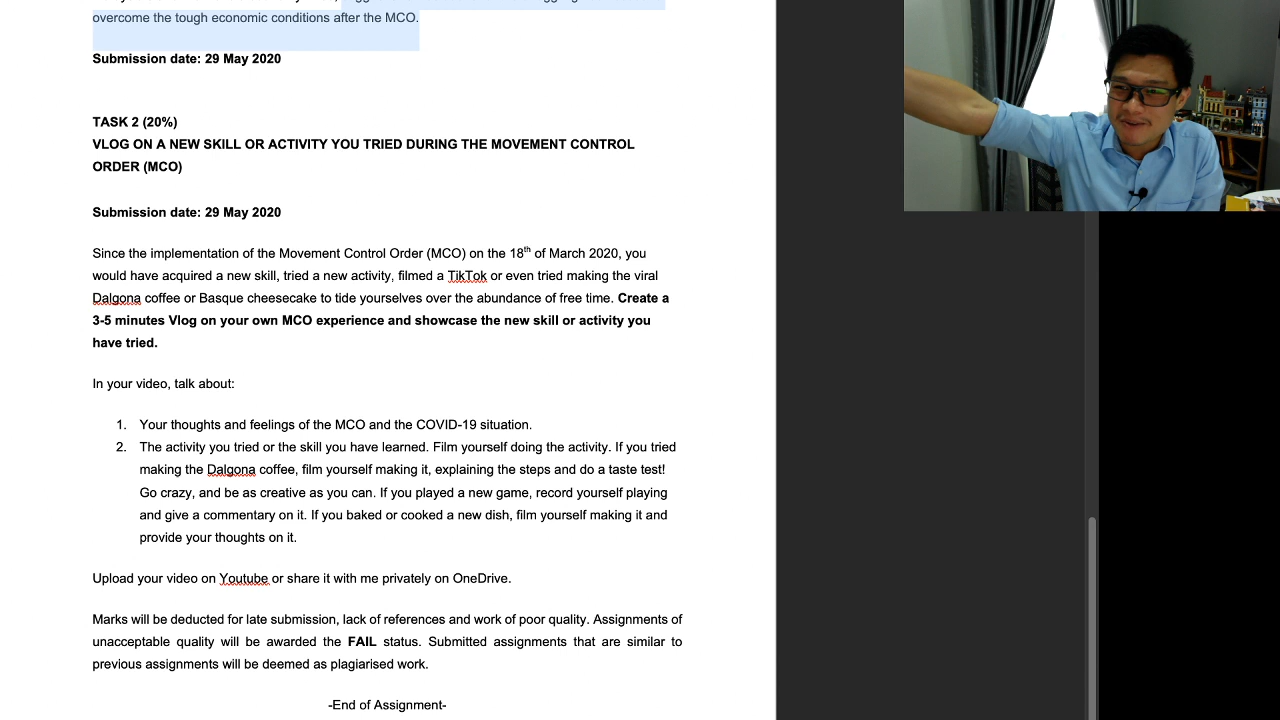 overcome the tough economic conditions after the MCO.
Submission date: 29 May 2020
TASK 2 (20%)
VLOG ON A NEW SKILL OR ACTIVITY YOU TRIED DURING THE MOVEMENT CONTROL
ORDER (MCO)
Submission date: 29 May 2020
Since the implementation of the Movement Control Order (MCO) on the 18th of March 2020, you
would have acquired a new skill, tried a new activity, filmed a TikTok or even tried making the viral
Dalgona coffee or Basque cheesecake to tide yourselves over the abundance of free time. Create a
3-5 minutes Vlog on your own MCO experience and showcase the new skill or activity you
have tried.
In your video, talk about:
1. Your thoughts and feelings of the MCO and the COVID-19 situation.
2. The activity you tried or the skill you have learned. Film yourself doing the activity. If you tried
making the Dalgona coffee, film yourself making it, explaining the steps and do a taste test!
Go crazy, and be as creative as you can. If you played a new game, record yourself playing
and give a commentary on it. If you baked or cooked a new dish, film yourself making it and
provide your thoughts on it.
Upload your video on Youtube or share it with me privately on OneDrive.
Marks will be deducted for late submission, lack of references and work of poor quality. Assignments of
unacceptable quality will be awarded the FAIL status. Submitted assignments that are similar to
previous assignments will be deemed as plagiarised work.
-End of Assignment-